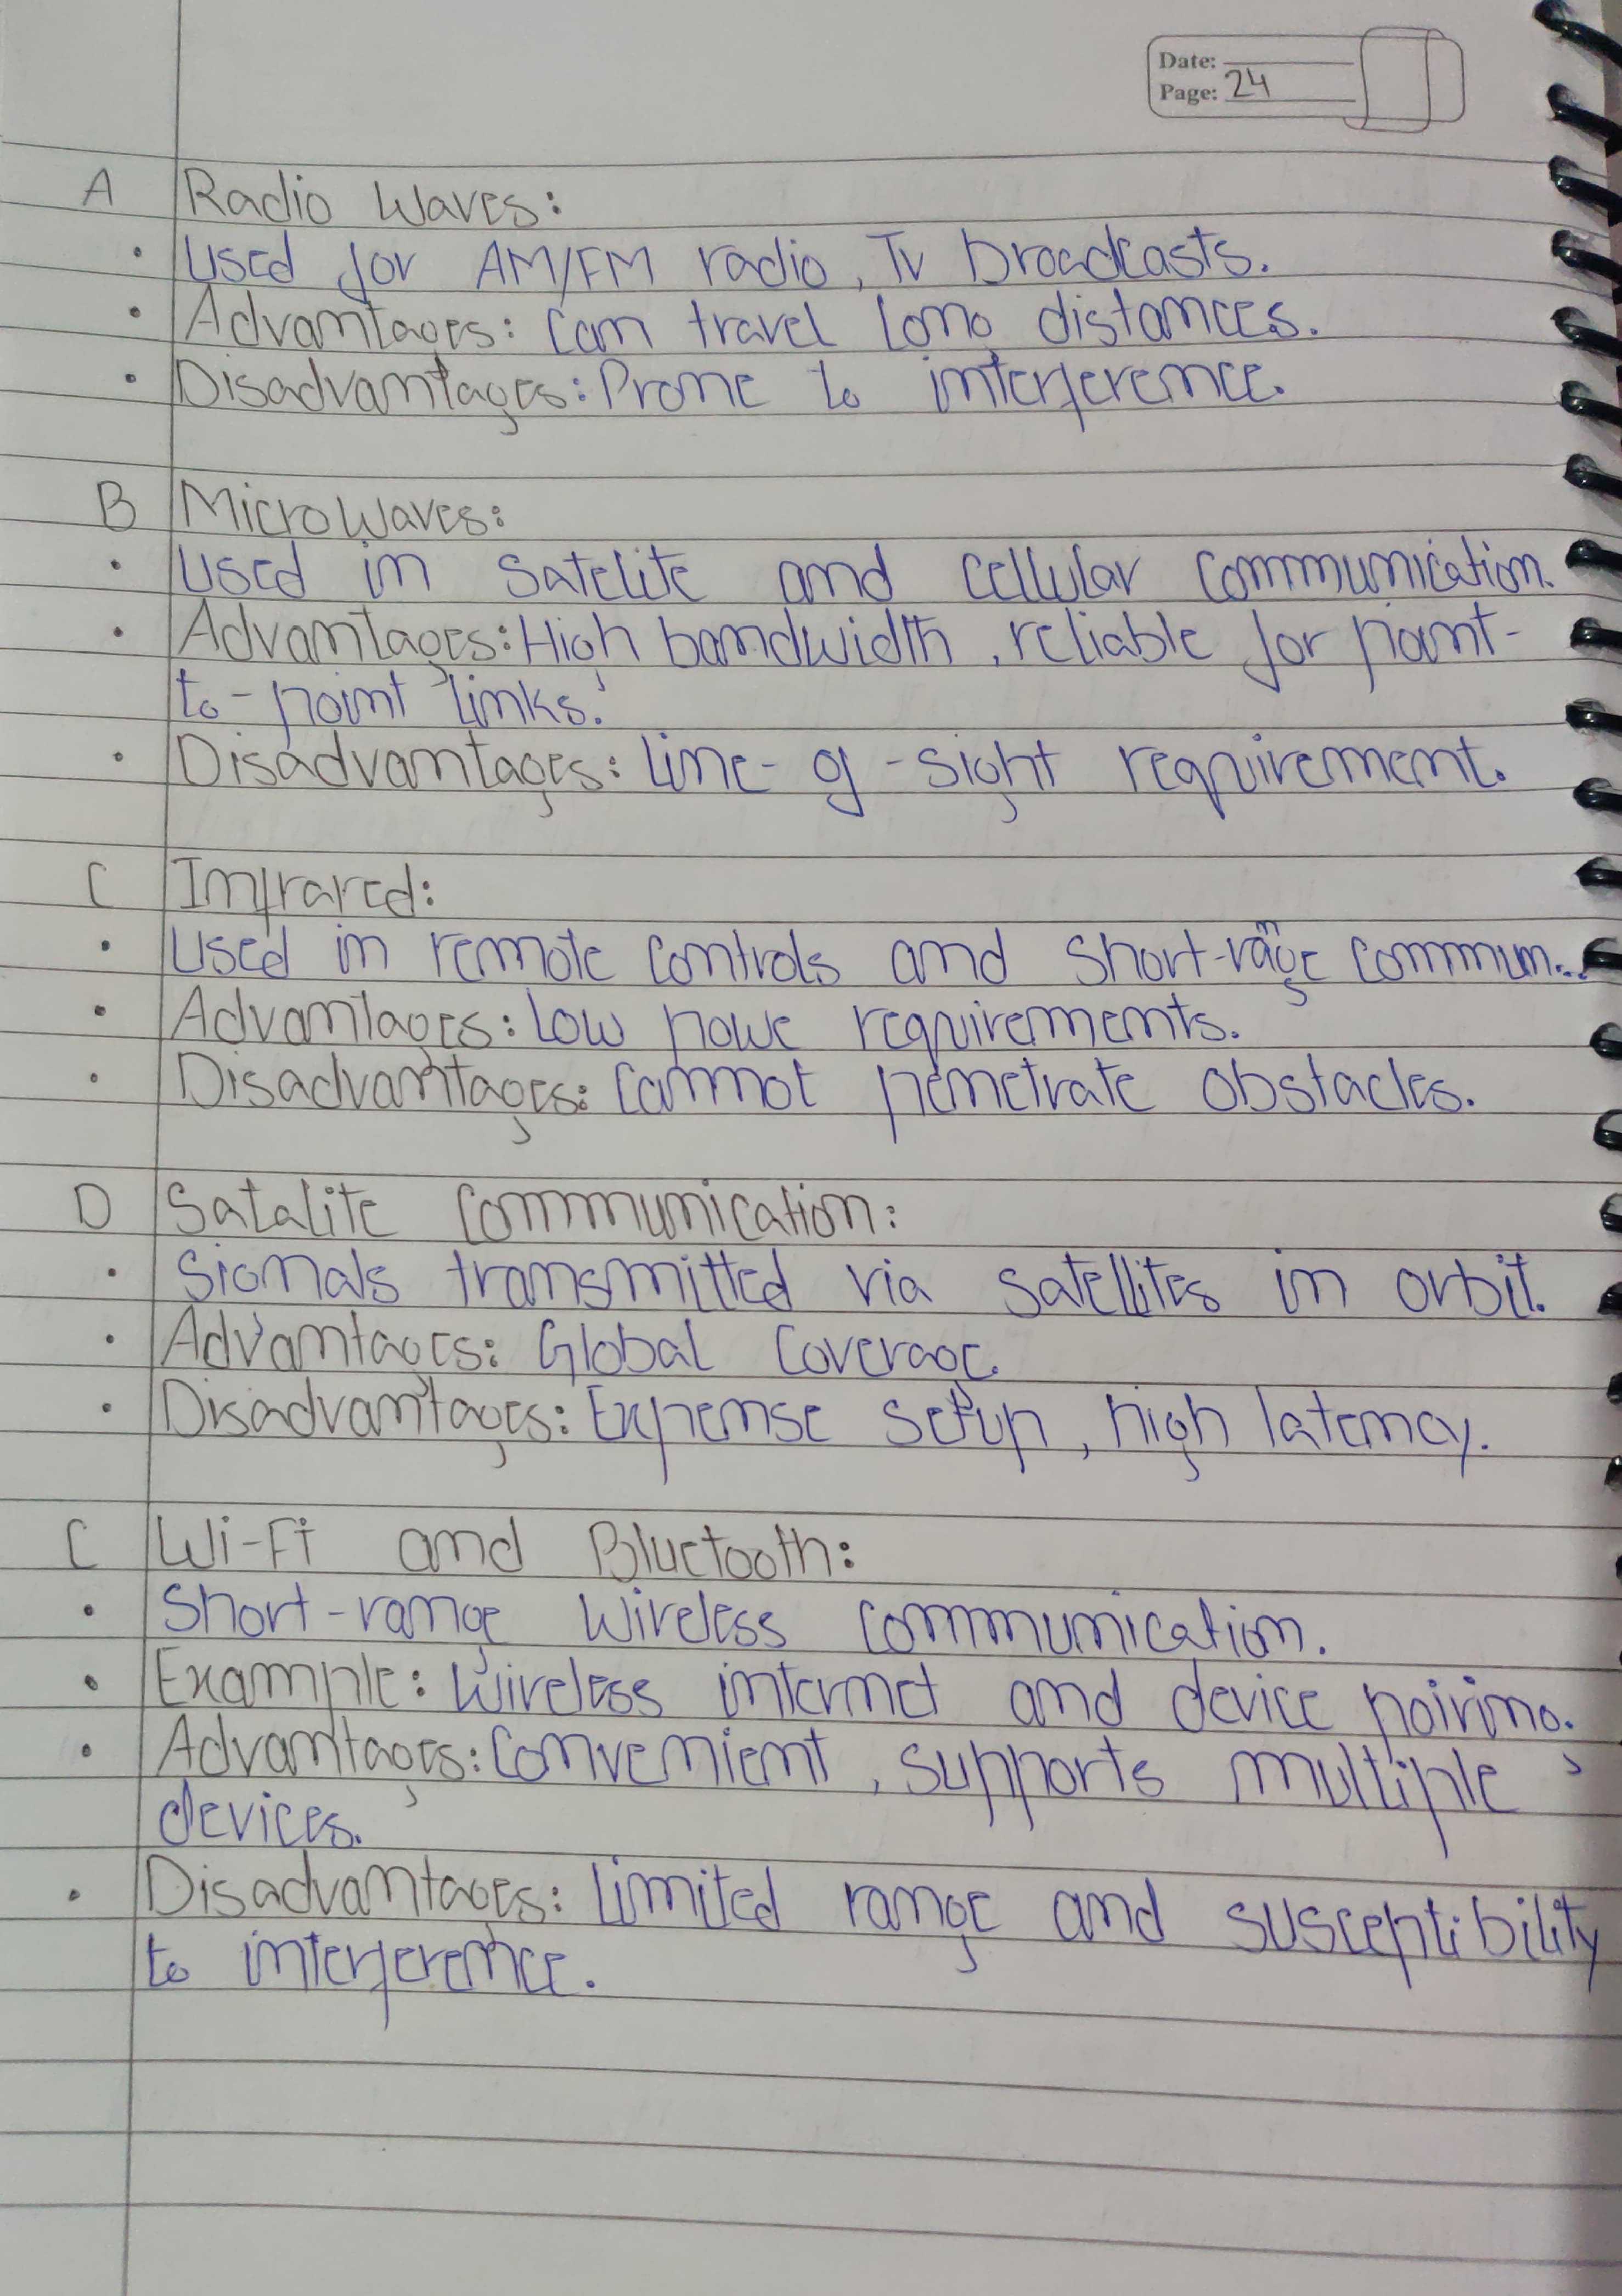 Date:
Page: 24
A Radio Waves:
• Used for AM/FM radio, Tv broadcasts.
• Advantages: Can travel long distances.
• Disadvantages: Prone to interference.
B MicroWaves:
• Used in satelite and cellular communication.
• Advantages: High bandwidth, reliable for point-
to-point links.
• Disadvantages: Line-of-sight requirement.
C Infrared:
• Used in remote controls and short-range commun...
• Advantages: Low powe requirements.
• Disadvantages: Cannot penetrate obstacles.
D Satalite Communication:
• Signals transmitted via satellites in orbit.
• Advantages: Global Coverage.
• Disadvantages: Expense setup, high latency.
C Wi-Fi and Bluetooth:
• Short-range wireless communication.
• Example: Wireless internet and device pairing.
• Advantages: Convenient, supports multiple
devices.
• Disadvantages: Limited range and susceptibility
to interference.